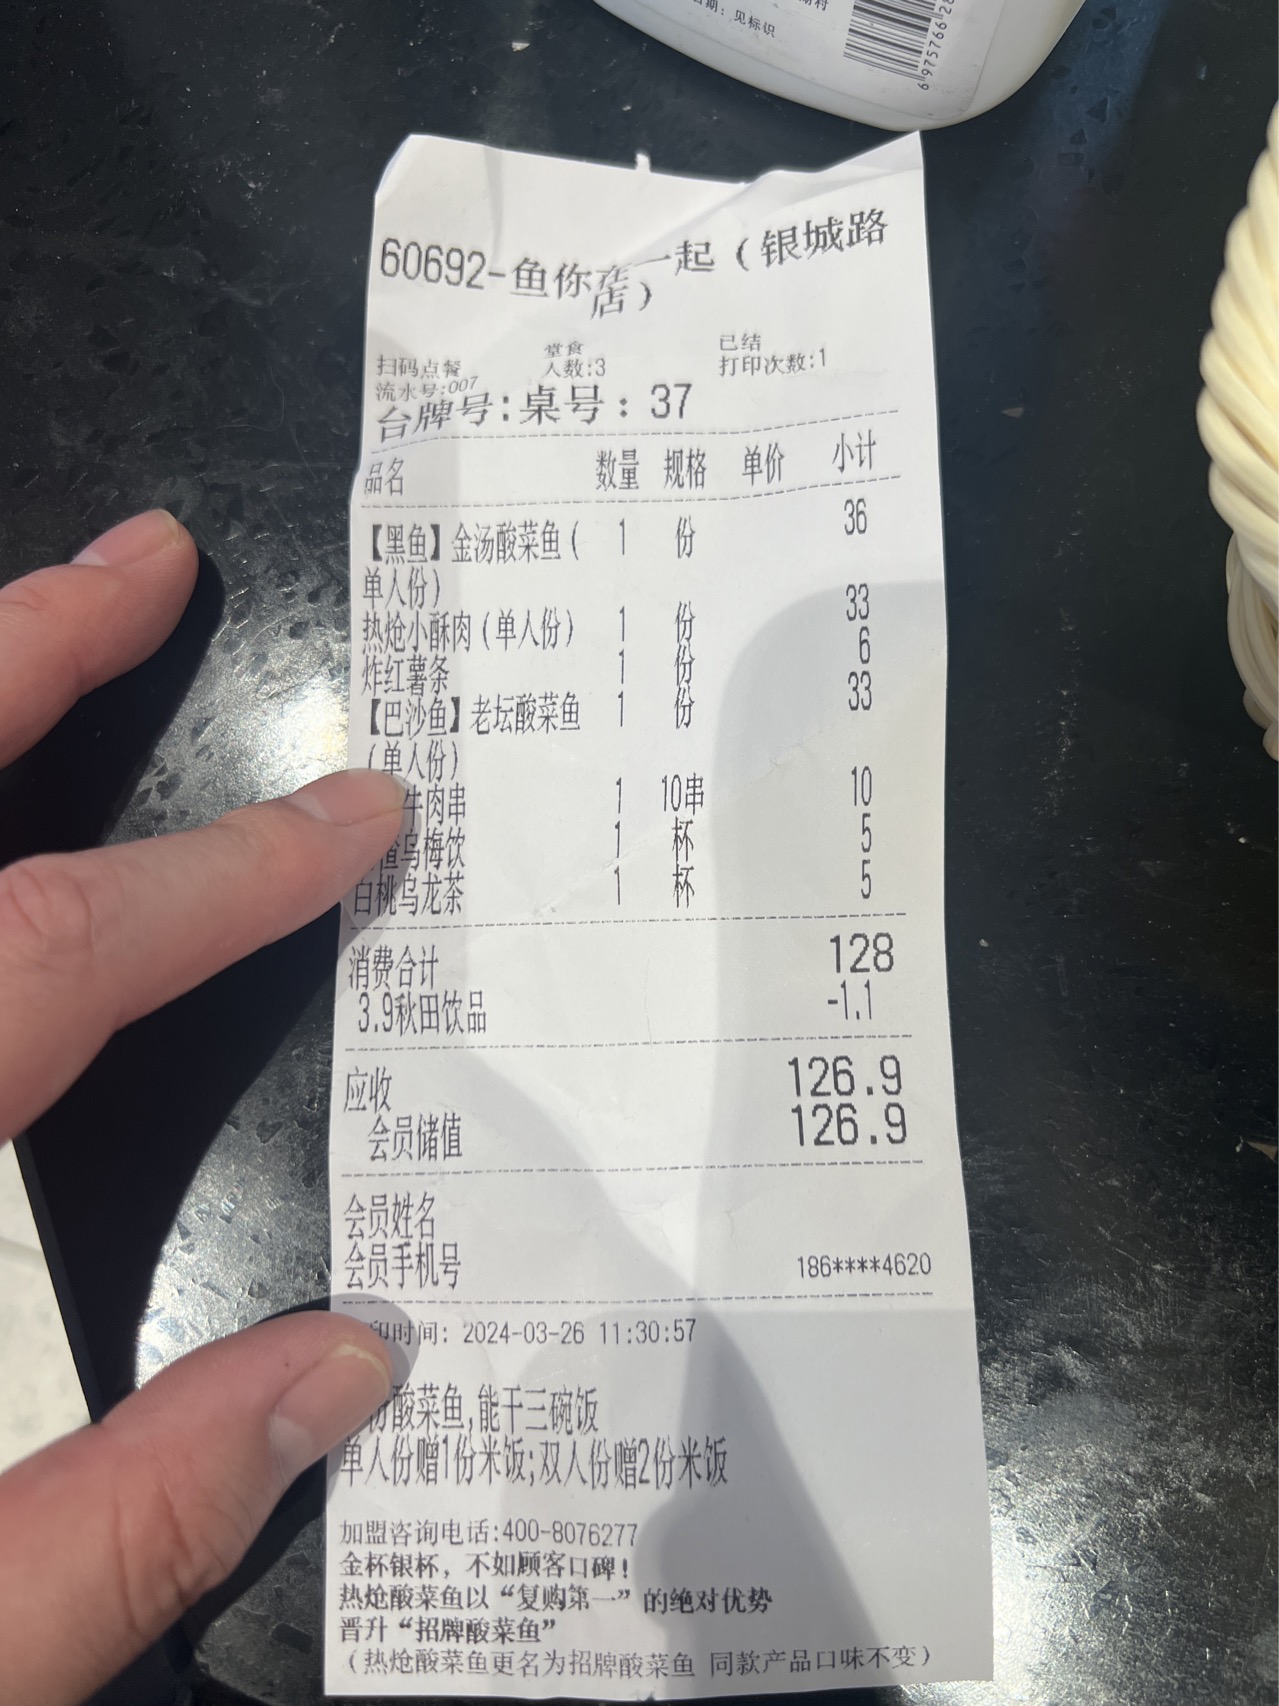 期：见标识
6975766
60692-鱼你在一起（银城路
店）
扫码点餐 堂食 已结
流水号:007 人数:3 打印次数:1
台牌号:桌号：37
品名 数量 规格 单价 小计
【黑鱼】金汤酸菜鱼（ 1 份 36
单人份）
热炝小酥肉（单人份） 1 份 33
炸红薯条 1 份 6
【巴沙鱼】老坛酸菜鱼 1 份 33
（单人份）
牛肉串 1 10串 10
楂乌梅饮 1 杯 5
白桃乌龙茶 1 杯 5
消费合计 128
3.9秋田饮品 -1.1
应收 126.9
会员储值 126.9
会员姓名
会员手机号 186****4620
印时间: 2024-03-26 11:30:57
份酸菜鱼,能干三碗饭
单人份赠1份米饭;双人份赠2份米饭
加盟咨询电话:400-8076277
金杯银杯，不如顾客口碑！
热炝酸菜鱼以“复购第一”的绝对优势
晋升“招牌酸菜鱼”
（热炝酸菜鱼更名为招牌酸菜鱼 同款产品口味不变）